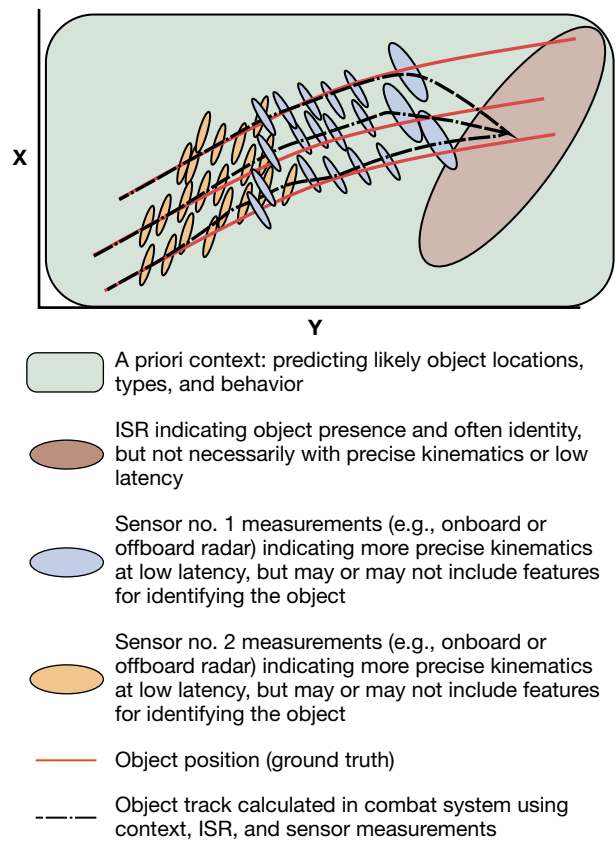 X
Y
A priori context: predicting likely object locations,
types, and behavior
ISR indicating object presence and often identity,
but not necessarily with precise kinematics or low
latency
Sensor no. 1 measurements (e.g., onboard or
offboard radar) indicating more precise kinematics
at low latency, but may or may not include features
for identifying the object
Sensor no. 2 measurements (e.g., onboard or
offboard radar) indicating more precise kinematics
at low latency, but may or may not include features
for identifying the object
Object position (ground truth)
Object track calculated in combat system using
context, ISR, and sensor measurements